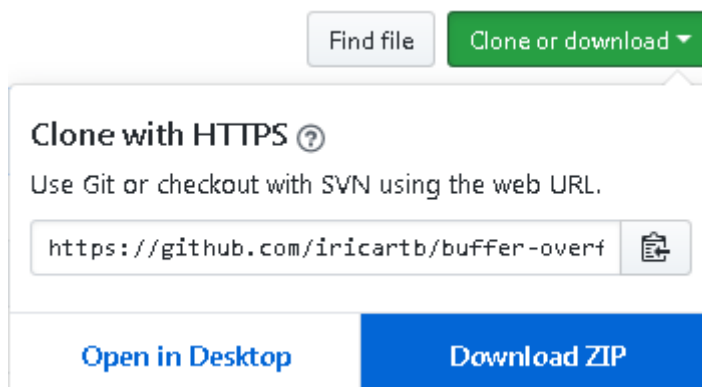 Find file
Clone or download
Clone with HTTPS
Use Git or checkout with SVN using the web URL.
https://github.com/iricartb/buffer-overf
Open in Desktop
Download ZIP